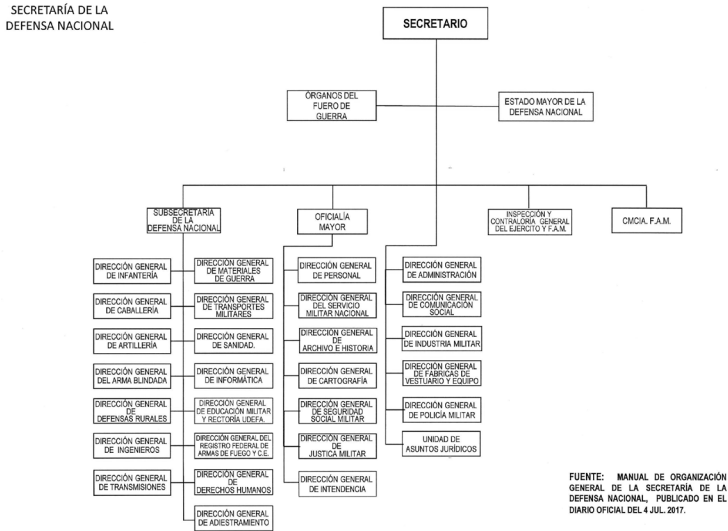 SECRETARÍA DE LA
DEFENSA NACIONAL
SECRETARIO
ÓRGANOS DEL
FUERO DE
GUERRA
ESTADO MAYOR DE LA
DEFENSA NACIONAL
SUBSECRETARIA
DE LA
DEFENSA NACIONAL
OFICIALÍA
MAYOR
INSPECCIÓN Y
CONTRALORÍA GENERAL
DEL EJERCITO Y F.A.M.
CMCIA. F.A.M.
DIRECCIÓN GENERAL
DE INFANTERÍA
DIRECCIÓN GENERAL
DE CABALLERÍA
DIRECCIÓN GENERAL
DE ARTILLERÍA
DIRECCIÓN GENERAL
DEL ARMA BLINDADA
DIRECCIÓN GENERAL
DE
DEFENSAS RURALES
DIRECCIÓN GENERAL
DE INGENIEROS
DIRECCIÓN GENERAL
DE TRANSMISIONES
DIRECCIÓN GENERAL
DE MATERIALES
DE GUERRA
DIRECCIÓN GENERAL
DE TRANSPORTES
MILITARES
DIRECCIÓN GENERAL
DE SANIDAD.
DIRECCIÓN GENERAL
DE INFORMÁTICA
DIRECCIÓN GENERAL
DE EDUCACIÓN MILITAR
Y RECTORÍA UDEFA.
DIRECCIÓN GENERAL DEL
REGISTRO FEDERAL DE
ARMAS DE FUEGO Y C.E.
DIRECCIÓN GENERAL
DE
DERECHOS HUMANOS
DIRECCIÓN GENERAL
DE ADIESTRAMIENTO
DIRECCIÓN GENERAL
DE PERSONAL
DIRECCIÓN GENERAL
DEL SERVICIO
MILITAR NACIONAL
DIRECCIÓN GENERAL
DE
ARCHIVO E HISTORIA
DIRECCIÓN GENERAL
DE CARTOGRAFÍA
DIRECCIÓN GENERAL
DE SEGURIDAD
SOCIAL MILITAR
DIRECCIÓN GENERAL
DE
JUSTICA MILITAR
DIRECCIÓN GENERAL
DE INTENDENCIA
DIRECCIÓN GENERAL
DE ADMINISTRACIÓN
DIRECCIÓN GENERAL
DE COMUNICACIÓN
SOCIAL
DIRECCIÓN GENERAL
DE INDUSTRIA MILITAR
DIRECCIÓN GENERAL
DE FÁBRICAS DE
VESTUARIO Y EQUIPO
DIRECCIÓN GENERAL
DE POLICÍA MILITAR
UNIDAD DE
ASUNTOS JURÍDICOS
FUENTE: MANUAL DE ORGANIZACIÓN
GENERAL DE LA SECRETARÍA DE LA
DEFENSA NACIONAL, PUBLICADO EN EL
DIARIO OFICIAL DEL 4 JUL. 2017.